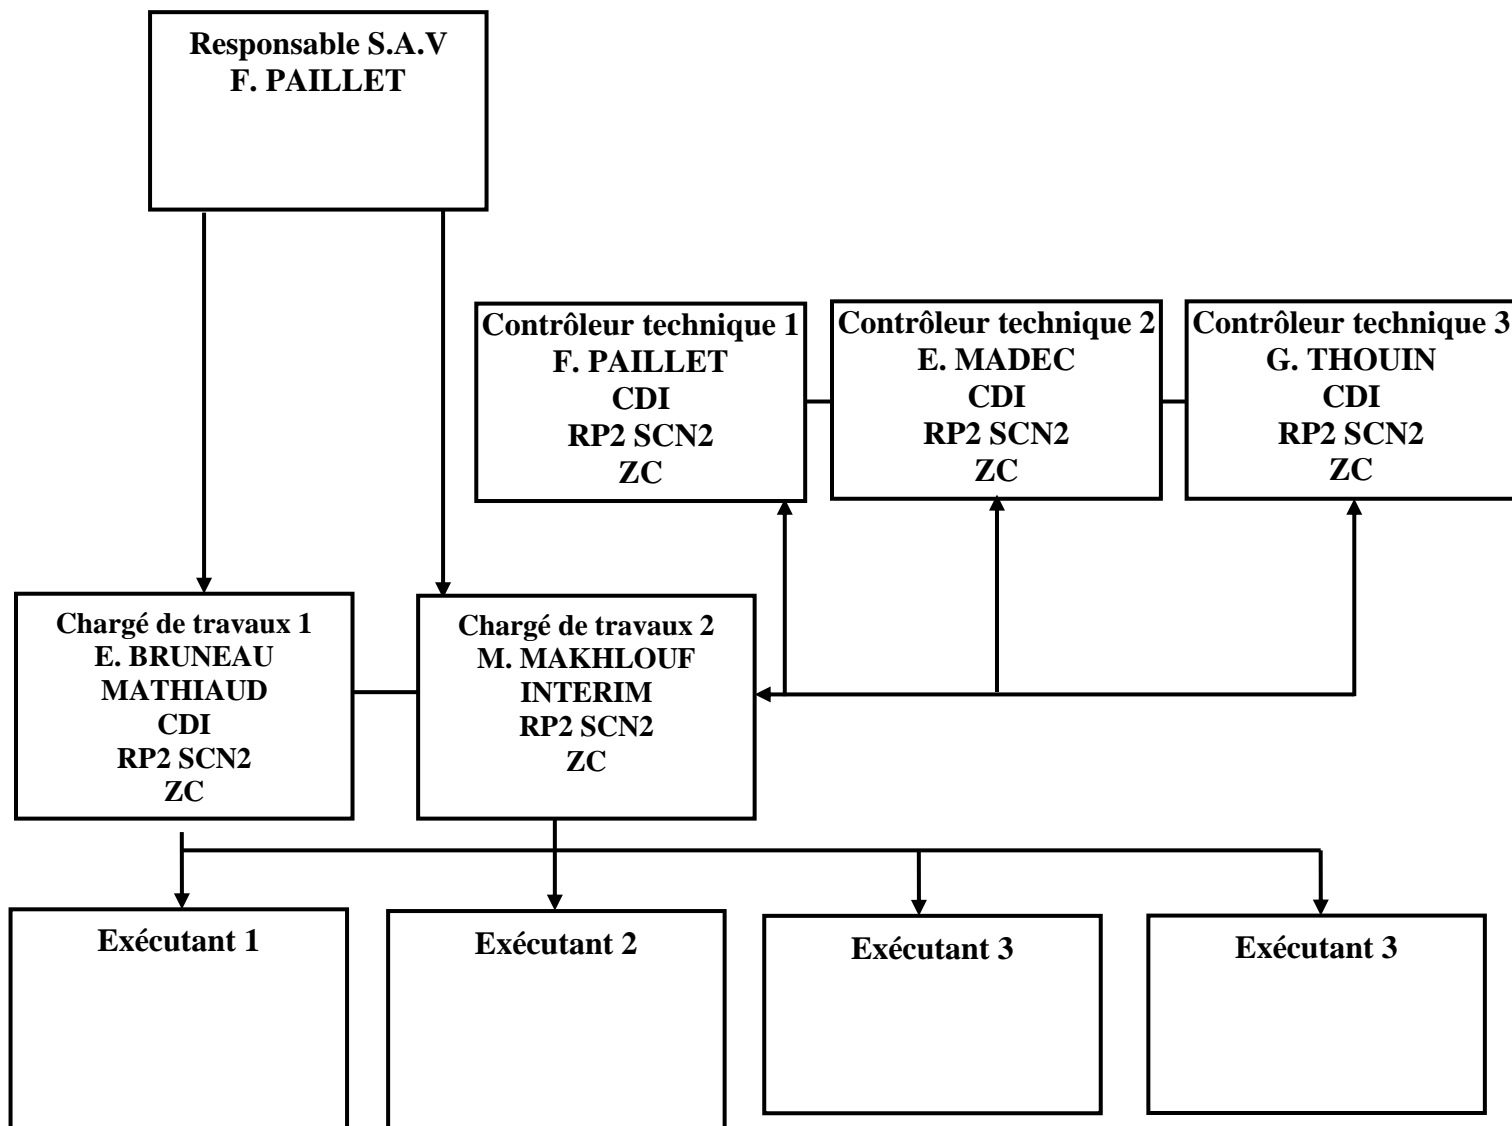 Responsable S.A.V
F. PAILLET
Contrôleur technique 1
F. PAILLET
CDI
RP2 SCN2
ZC
Contrôleur technique 2
E. MADEC
CDI
RP2 SCN2
ZC
Contrôleur technique 3
G. THOUIN
CDI
RP2 SCN2
ZC
Chargé de travaux 1
E. BRUNEAU
MATHIAUD
CDI
RP2 SCN2
ZC
Chargé de travaux 2
M. MAKHLOUF
INTERIM
RP2 SCN2
ZC
Exécutant 1
Exécutant 2
Exécutant 3
Exécutant 3